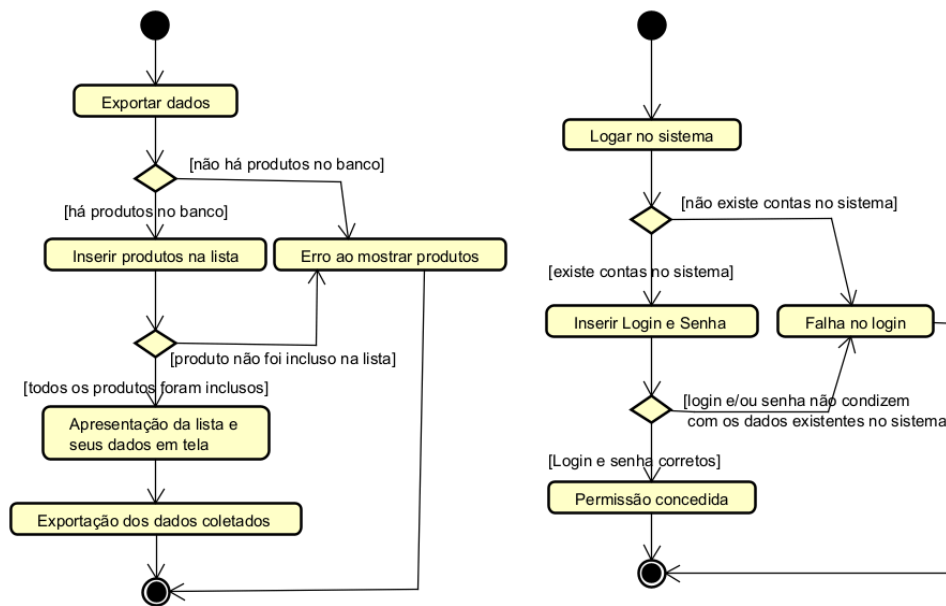 Exportar dados
[não há produtos no banco]
[há produtos no banco]
Inserir produtos na lista
Erro ao mostrar produtos
[produto não foi incluso na lista]
[todos os produtos foram inclusos]
Apresentação da lista e
seus dados em tela
Exportação dos dados coletados
Logar no sistema
[não existe contas no sistema]
[existe contas no sistema]
Inserir Login e Senha
Falha no login
[login e/ou senha não condizem
com os dados existentes no sistema
[Login e senha corretos]
Permissão concedida